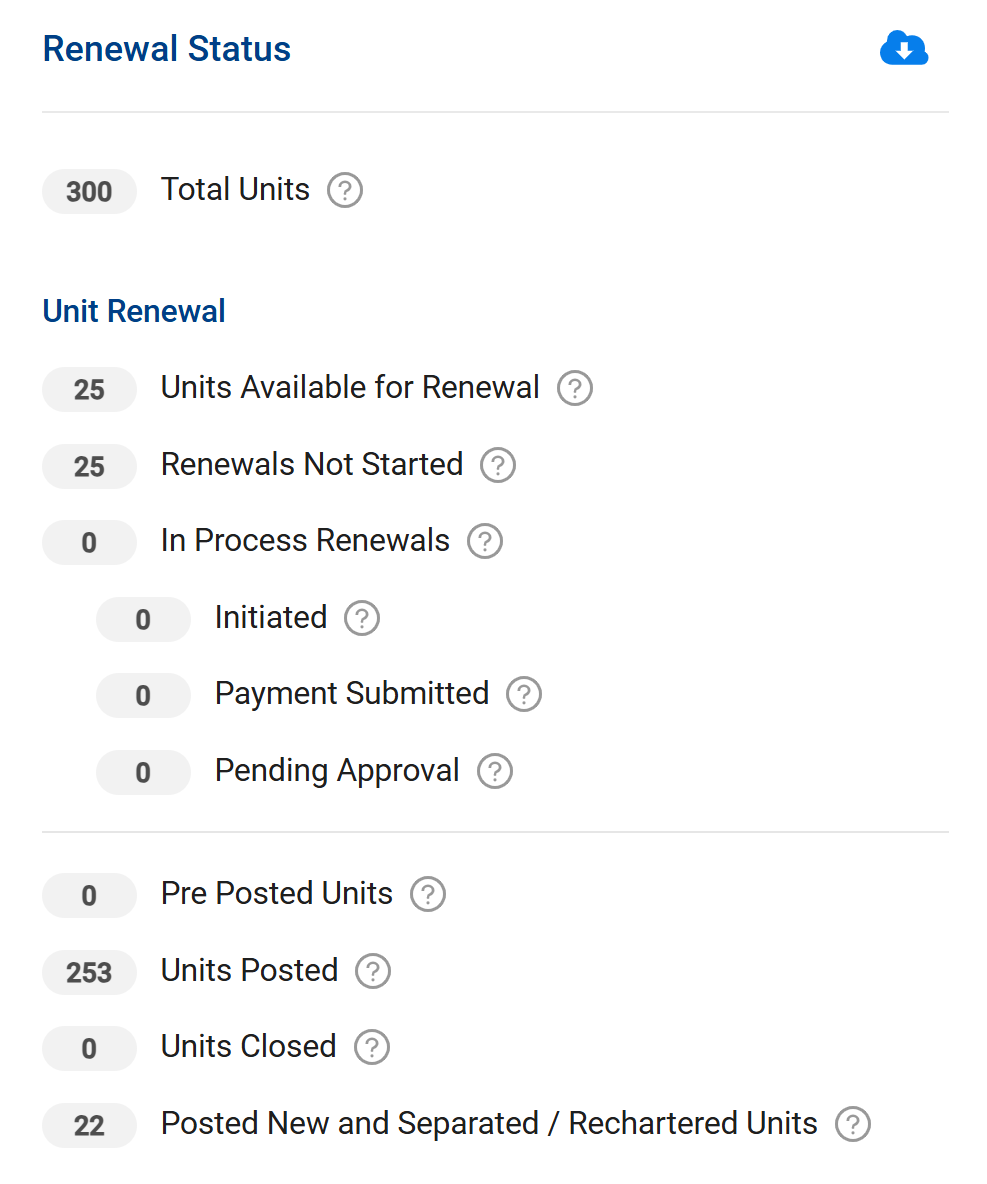 Renewal Status
300 Total Units ?
Unit Renewal
25 Units Available for Renewal ?
25 Renewals Not Started ?
0 In Process Renewals ?
0 Initiated ?
0 Payment Submitted ?
0 Pending Approval ?
0 Pre Posted Units ?
253 Units Posted ?
0 Units Closed ?
22 Posted New and Separated / Rechartered Units ?